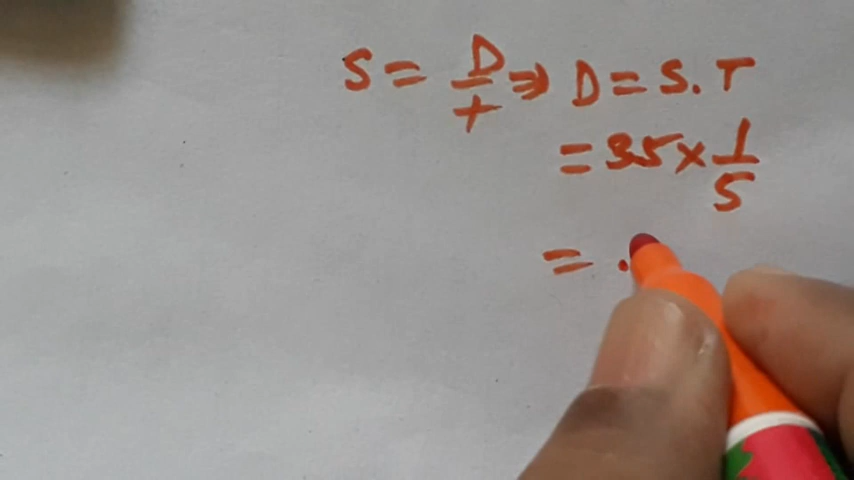 S = D/t ⇒ D = S.T
= 35 × 1/5
= .